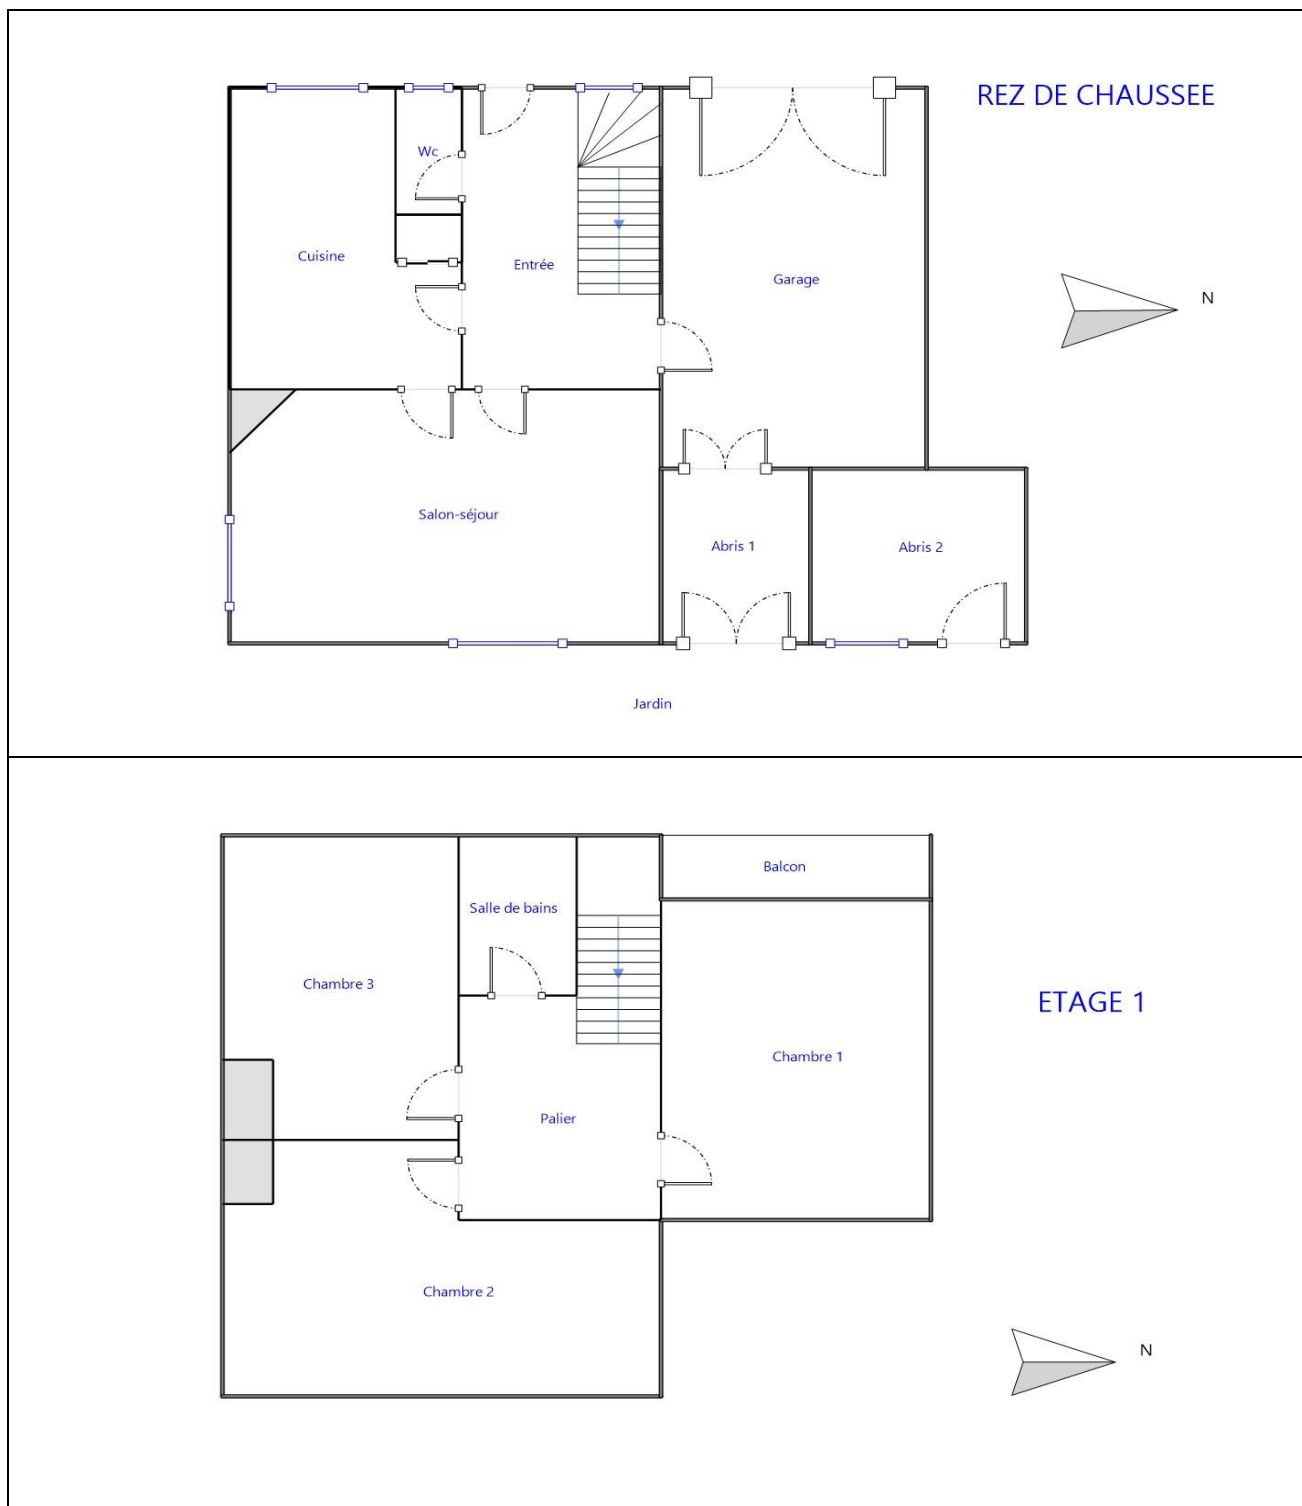 REZ DE CHAUSSEE
Wc
Cuisine
Entrée
Garage
N
Salon-séjour
Abris 1
Abris 2
Jardin
Balcon
Salle de bains
Chambre 3
ETAGE 1
Chambre 1
Palier
Chambre 2
N